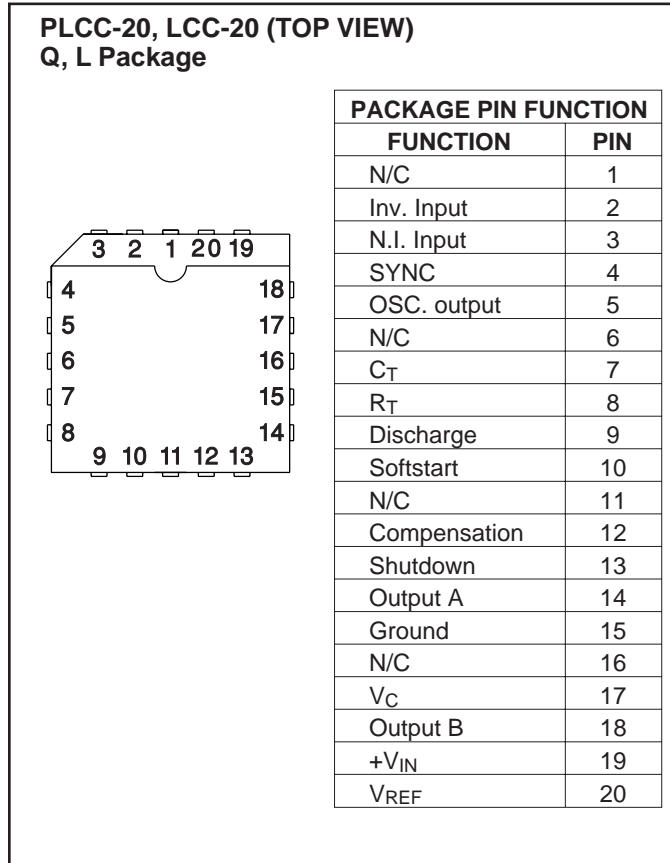 PLCC-20, LCC-20 (TOP VIEW)
Q, L Package
3 2 1 20 19
4 18
5 17
6 16
7 15
8 14
9 10 11 12 13
PACKAGE PIN FUNCTION
FUNCTION PIN
N/C 1
Inv. Input 2
N.I. Input 3
SYNC 4
OSC. output 5
N/C 6
CT 7
RT 8
Discharge 9
Softstart 10
N/C 11
Compensation 12
Shutdown 13
Output A 14
Ground 15
N/C 16
VC 17
Output B 18
+VIN 19
VREF 20